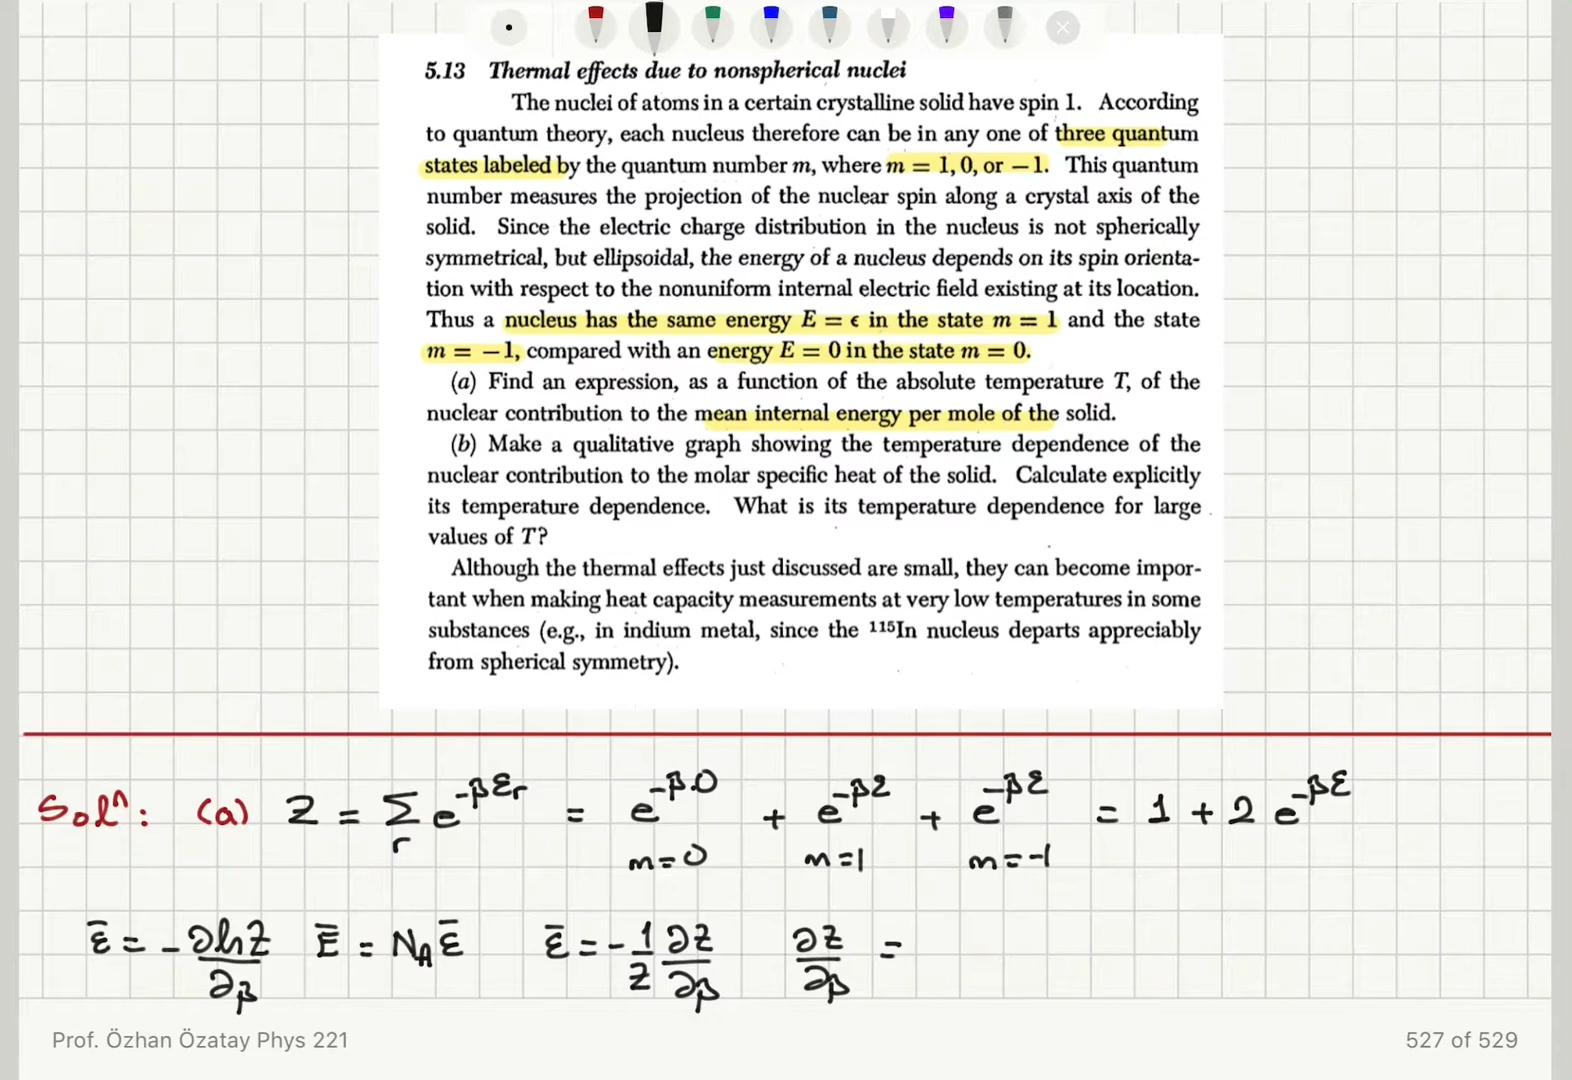 5.13 Thermal effects due to nonspherical nuclei
The nuclei of atoms in a certain crystalline solid have spin 1. According
to quantum theory, each nucleus therefore can be in any one of three quantum
states labeled by the quantum number m, where m = 1, 0, or −1. This quantum
number measures the projection of the nuclear spin along a crystal axis of the
solid. Since the electric charge distribution in the nucleus is not spherically
symmetrical, but ellipsoidal, the energy of a nucleus depends on its spin orienta-
tion with respect to the nonuniform internal electric field existing at its location.
Thus a nucleus has the same energy E = ϵ in the state m = 1 and the state
m = −1, compared with an energy E = 0 in the state m = 0.
(a) Find an expression, as a function of the absolute temperature T, of the
nuclear contribution to the mean internal energy per mole of the solid.
(b) Make a qualitative graph showing the temperature dependence of the
nuclear contribution to the molar specific heat of the solid. Calculate explicitly
its temperature dependence. What is its temperature dependence for large
values of T?
Although the thermal effects just discussed are small, they can become impor-
tant when making heat capacity measurements at very low temperatures in some
substances (e.g., in indium metal, since the ¹¹⁵In nucleus departs appreciably
from spherical symmetry).
Solⁿ: (a) Z = Σ_r e^{-βε_r} = e^{-β.0} + e^{-βε} + e^{-βε} = 1 + 2 e^{-βε}
m=0 m=1 m=-1
ε̄ = - ∂lnZ/∂β E̅ = N_A ε̄ ε̄ = - 1/Z ∂Z/∂β ∂Z/∂β =
Prof. Özhan Özatay Phys 221
527 of 529